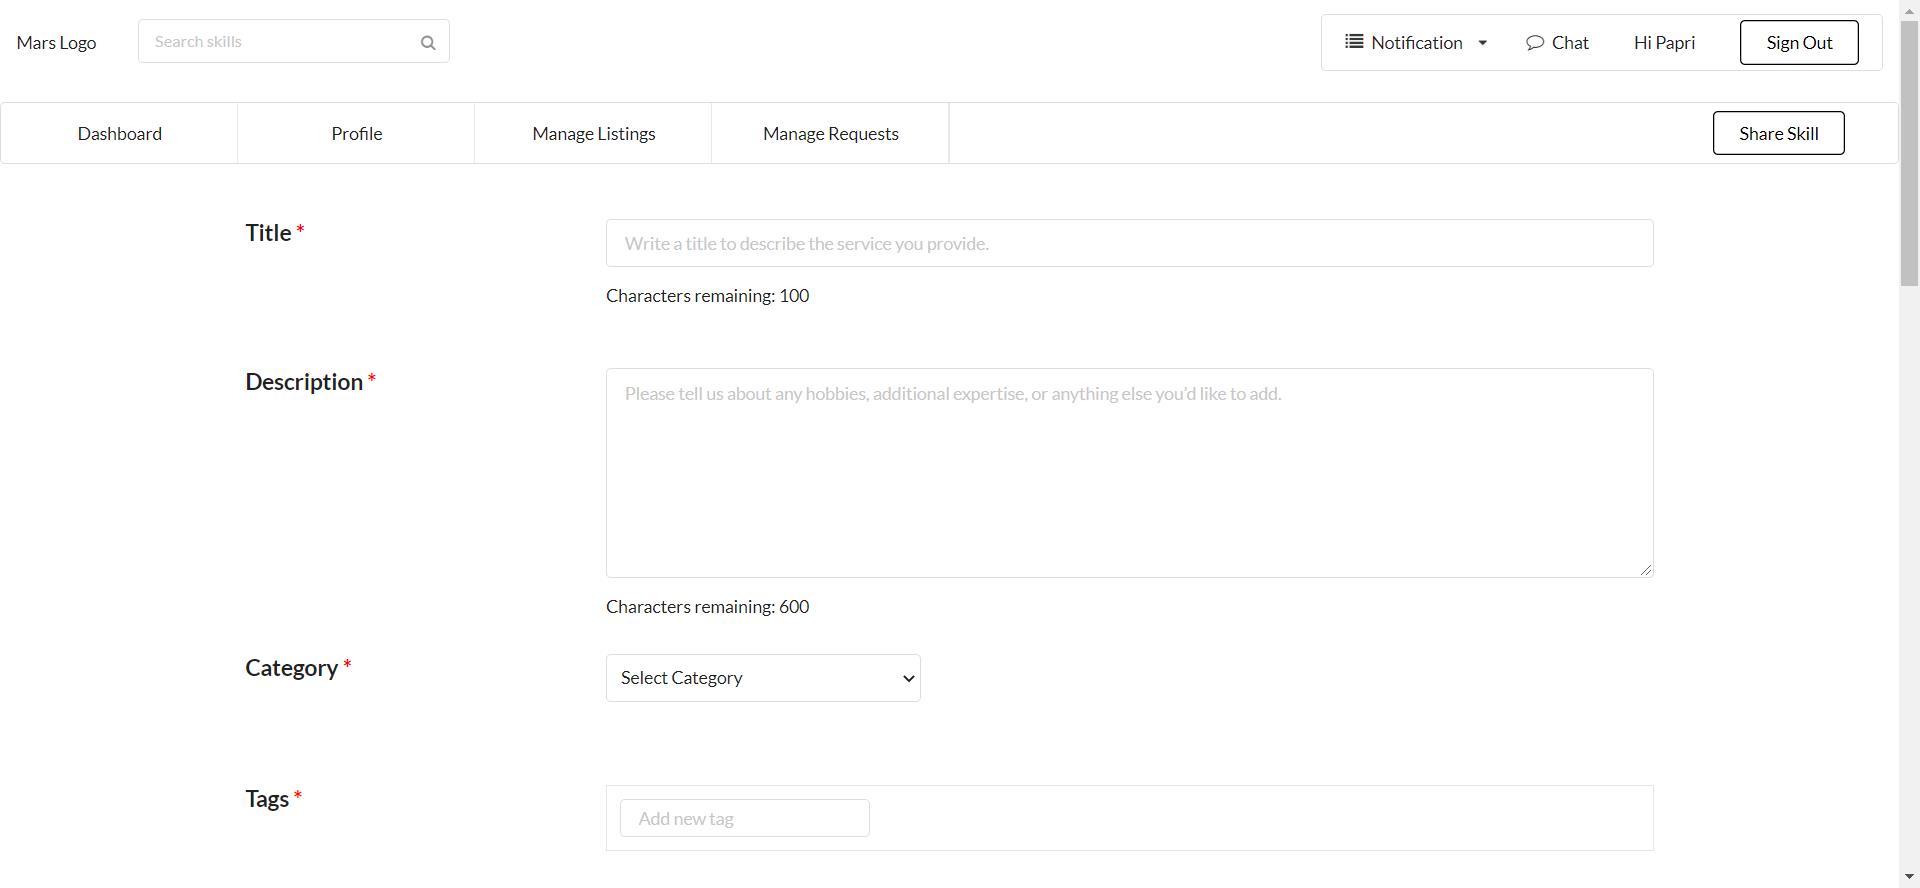 Mars Logo
Search skills
Notification
Chat
Hi Papri
Sign Out
Dashboard
Profile
Manage Listings
Manage Requests
Share Skill
Title *
Write a title to describe the service you provide.
Characters remaining: 100
Description *
Please tell us about any hobbies, additional expertise, or anything else you'd like to add.
Characters remaining: 600
Category *
Select Category
Tags *
Add new tag